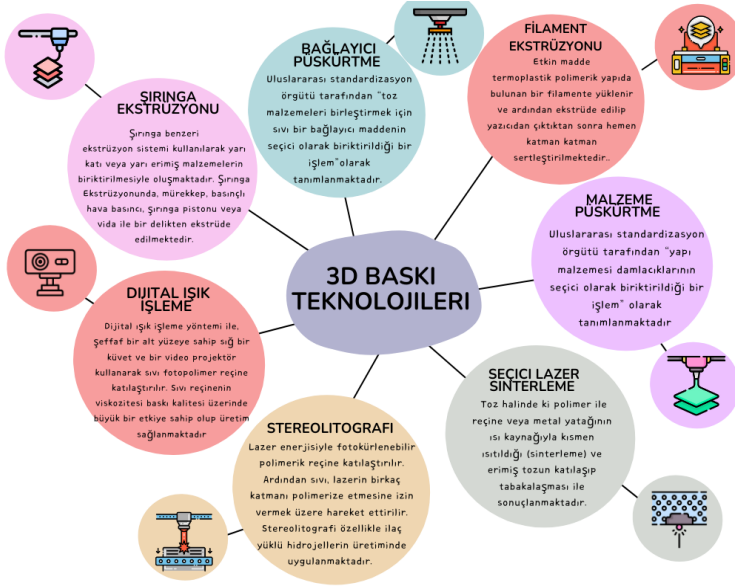 3D BASKI
TEKNOLOJILERI
BAĞLAYICI
PÜSKÜRTME
Uluslararası standardizasyon
örgütü tarafından "toz
malzemeleri birleştirmek için
sıvı bir bağlayıcı maddenin
seçici olarak biriktirildiği bir
işlem"olarak
tanımlanmaktadır.
FİLAMENT
EKSTRÜZYONU
Etkin madde
termoplastik polimerik yapıda
bulunan bir filamente yüklenir
ve ardından ekstrüde edilip
yazıcıdan çıktıktan sonra hemen
katman katman
sertleştirilmektedir..
ŞIRINGA
EKSTRÜZYONU
Şırınga benzeri
ekstrüzyon sistemi kullanılarak yarı
katı veya yarı erimiş malzemelerin
biriktirilmesiyle oluşmaktadır. Şırınga
Ekstrüzyonunda, mürekkep, basınçlı
hava basıncı, şırınga pistonu veya
vida ile bir delikten ekstrüde
edilmektedir.
MALZEME
PÜSKÜRTME
Uluslararası standardizasyon
örgütü tarafından "yapı
malzemesi damlacıklarının
seçici olarak biriktirildiği bir
işlem" olarak
tanımlanmaktadır
DIJITAL IŞIK
IŞLEME
Dijital ışık işleme yöntemi ile,
şeffaf bir alt yüzeye sahip sığ bir
küvet ve bir video projektör
kullanarak sıvı fotopolimer reçine
katılaştırılır. Sıvı reçinenin
viskozitesi baskı kalitesi üzerinde
büyük bir etkiye sahip olup üretim
sağlanmaktadır
SEÇICI LAZER
SINTERLEME
Toz halinde ki polimer ile
reçine veya metal yatağının
ısı kaynağıyla kısmen
ısıtıldığı (sinterleme) ve
erimiş tozun katılaşıp
tabakalaşması ile
sonuçlanmaktadır.
STEREOLITOGRAFI
Lazer enerjisiyle fotokürlenebilir
polimerik reçine katılaştırılır.
Ardından sıvı, lazerin birkaç
katmanı polimerize etmesine izin
vermek üzere hareket ettirilir.
Stereolitografi özellikle ilaç
yüklü hidrojellerin üretiminde
uygulanmaktadır.